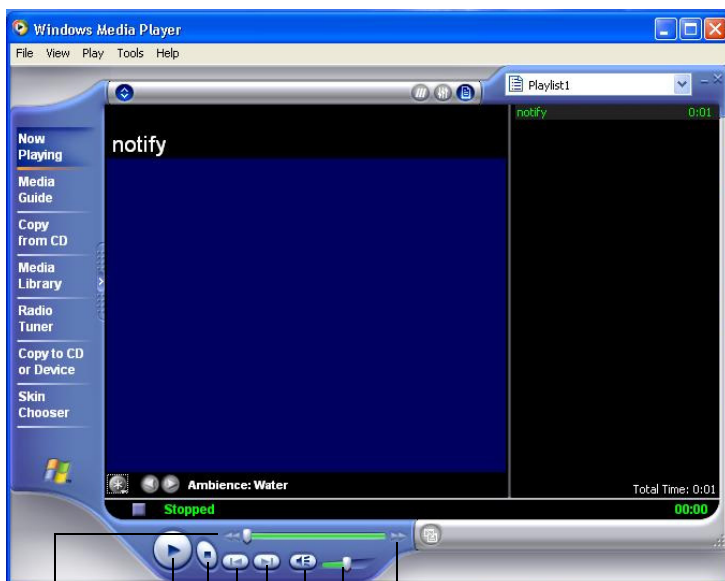 Windows Media Player
File View Play Tools Help
Playlist1
notify 0:01
Now
Playing
notify
Media
Guide
Copy
from CD
Media
Library
Radio
Tuner
Copy to CD
or Device
Skin
Chooser
Ambience: Water
Total Time: 0:01
Stopped 00:00